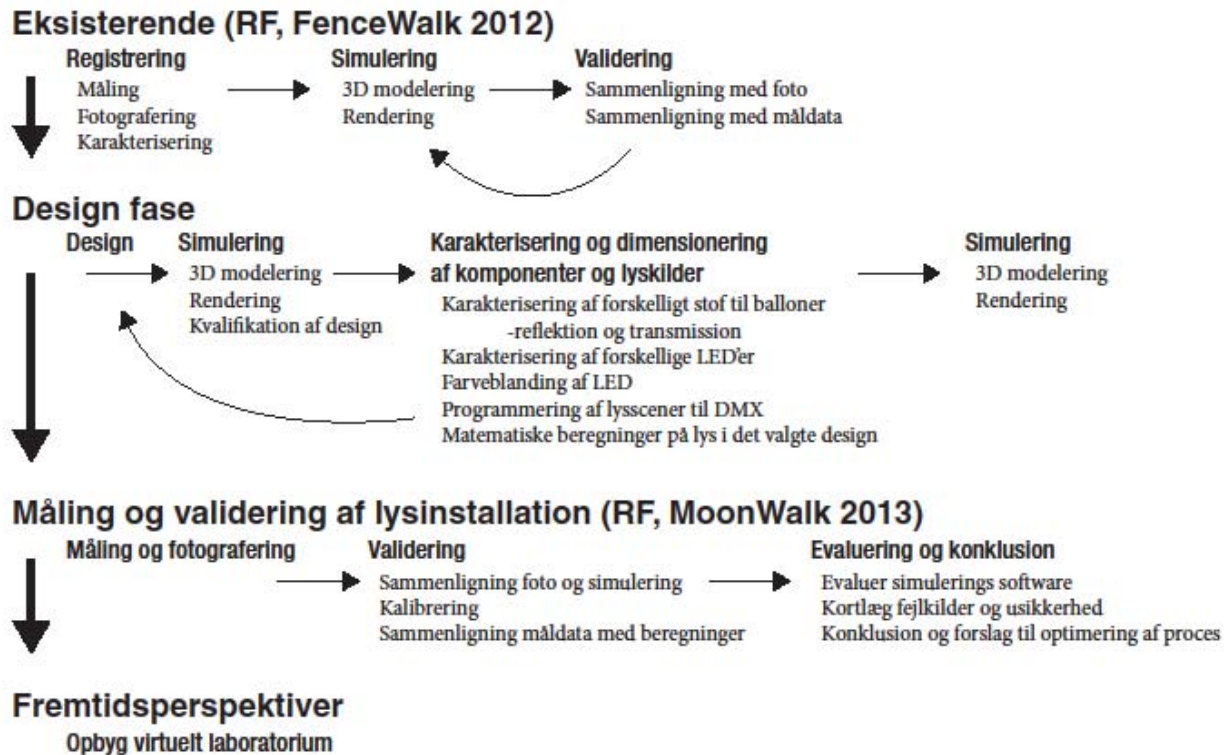 Eksisterende (RF, FenceWalk 2012)
Registrering
Måling
Fotografering
Karakterisering
Simulering
3D modelering
Rendering
Validering
Sammenligning med foto
Sammenligning med måldata
Design fase
Design
Simulering
3D modelering
Rendering
Kvalifikation af design
Karakterisering og dimensionering
af komponenter og lyskilder
Karakterisering af forskelligt stof til balloner
-reflektion og transmission
Karakterisering af forskellige LED'er
Farveblanding af LED
Programmering af lysscener til DMX
Matematiske beregninger på lys i det valgte design
Simulering
3D modelering
Rendering
Måling og validering af lysinstallation (RF, MoonWalk 2013)
Måling og fotografering
Validering
Sammenligning foto og simulering
Kalibrering
Sammenligning måldata med beregninger
Evaluering og konklusion
Evaluer simulerings software
Kortlæg fejlkilder og usikkerhed
Konklusion og forslag til optimering af proces
Fremtidsperspektiver
Opbyg virtuelt laboratorium